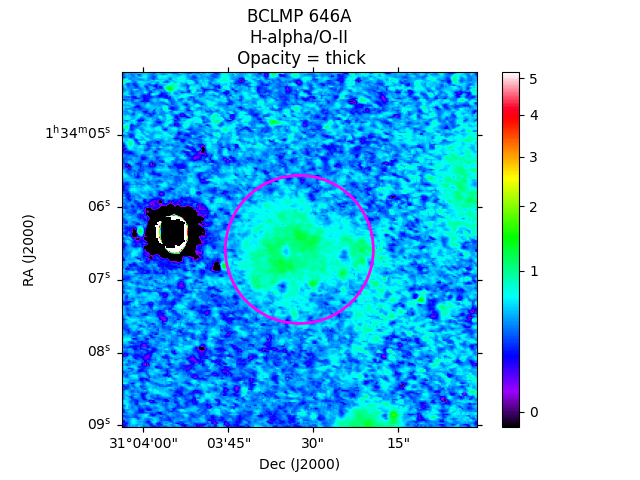 BCLMP 646A
H-alpha/O-II
Opacity = thick
1ʰ34ᵐ05ˢ
06ˢ
07ˢ
08ˢ
09ˢ
RA (J2000)
31°04'00"
03'45"
30"
15"
Dec (J2000)
5
4
3
2
1
0